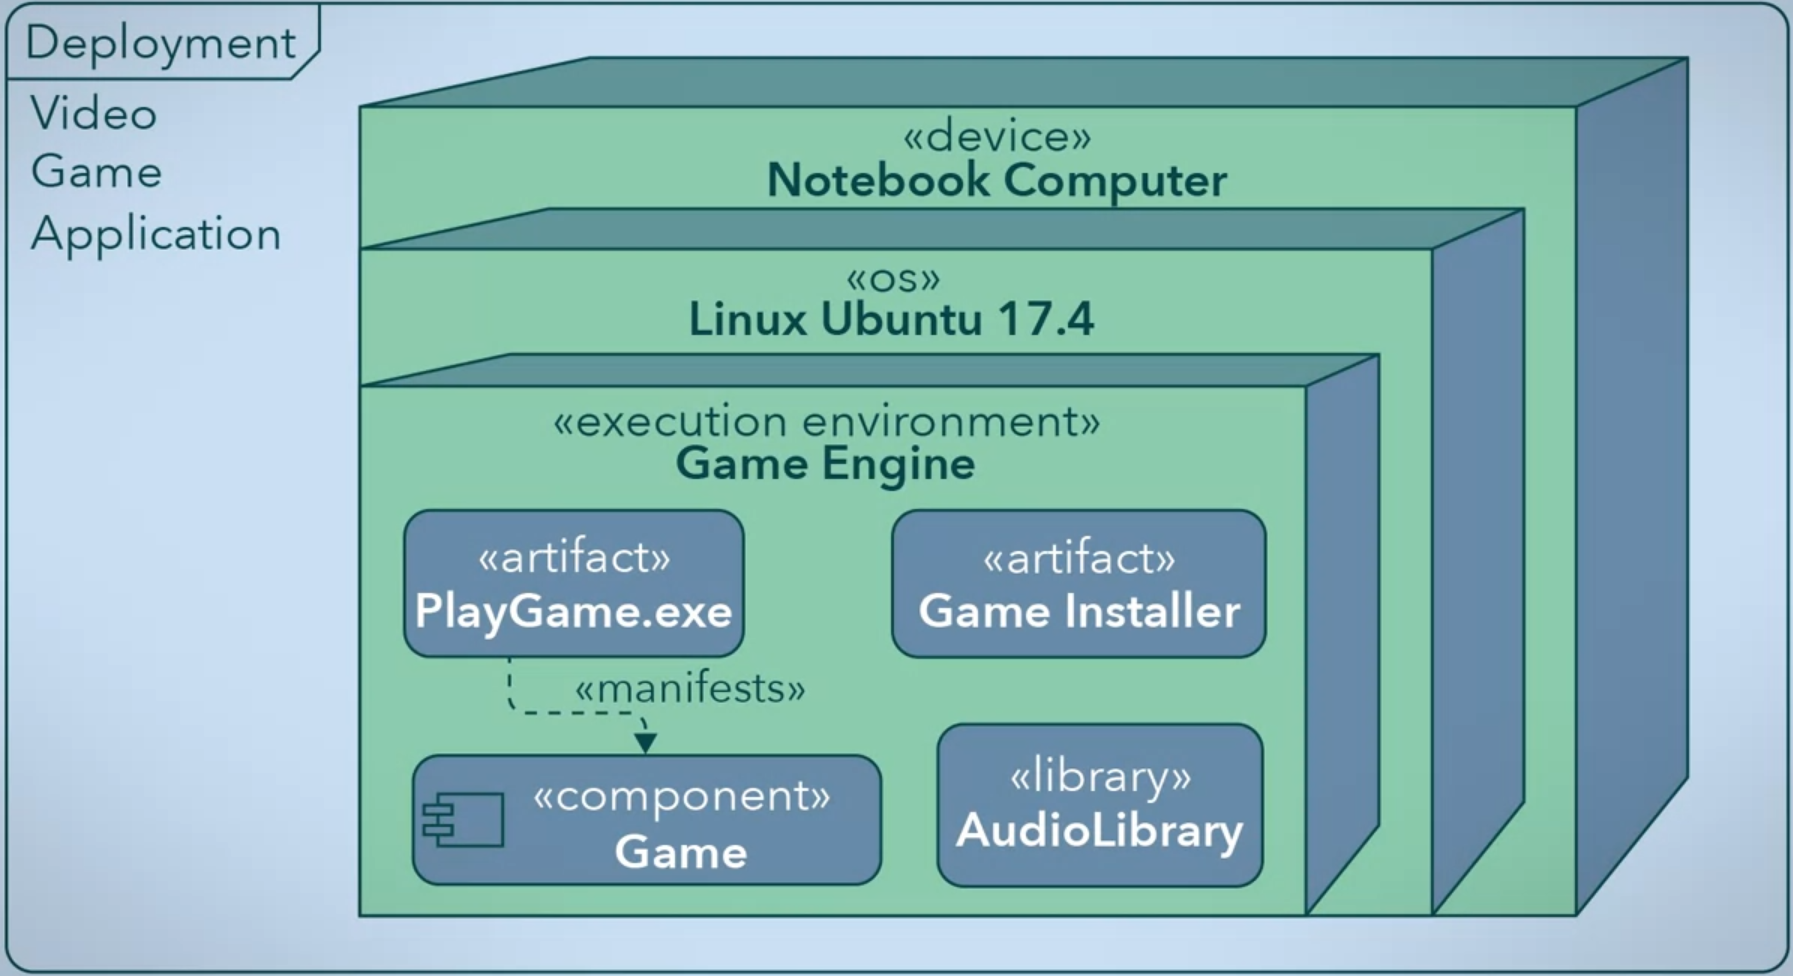 Deployment
Video
Game
Application
«device»
Notebook Computer
«os»
Linux Ubuntu 17.4
«execution environment»
Game Engine
«artifact»
PlayGame.exe
«artifact»
Game Installer
«manifests»
«component»
Game
«library»
AudioLibrary